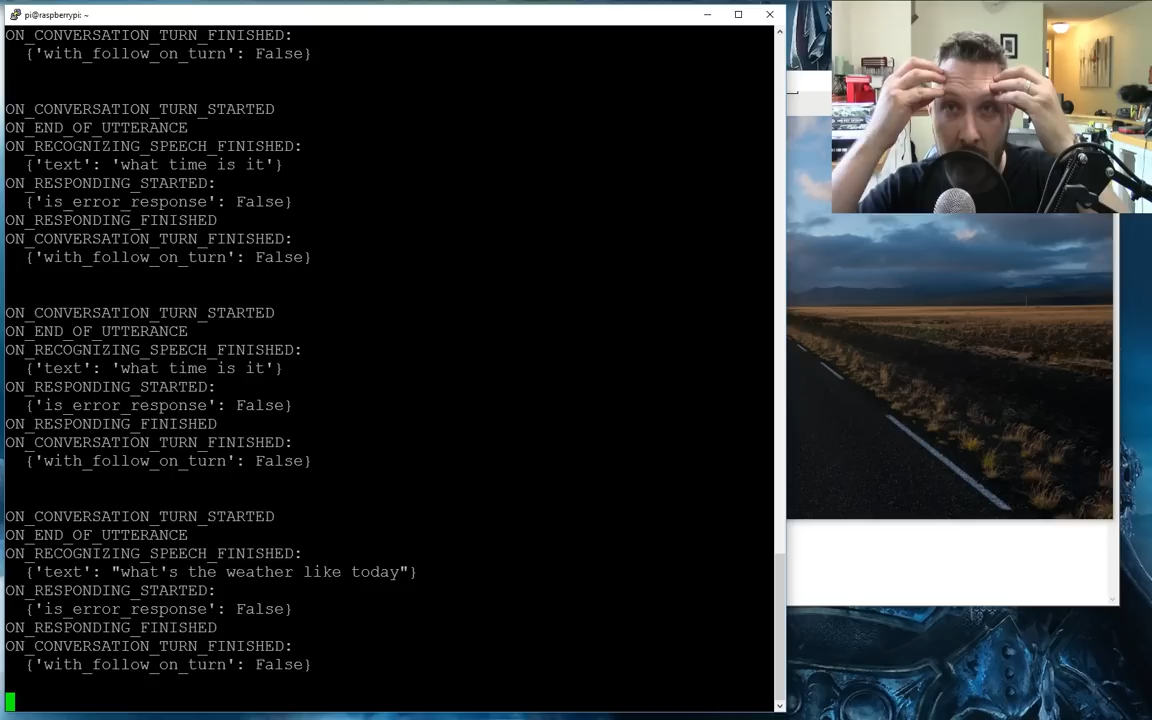 pi@raspberrypi: ~
ON_CONVERSATION_TURN_FINISHED:
  {'with_follow_on_turn': False}
ON_CONVERSATION_TURN_STARTED
ON_END_OF_UTTERANCE
ON_RECOGNIZING_SPEECH_FINISHED:
  {'text': 'what time is it'}
ON_RESPONDING_STARTED:
  {'is_error_response': False}
ON_RESPONDING_FINISHED
ON_CONVERSATION_TURN_FINISHED:
  {'with_follow_on_turn': False}
ON_CONVERSATION_TURN_STARTED
ON_END_OF_UTTERANCE
ON_RECOGNIZING_SPEECH_FINISHED:
  {'text': 'what time is it'}
ON_RESPONDING_STARTED:
  {'is_error_response': False}
ON_RESPONDING_FINISHED
ON_CONVERSATION_TURN_FINISHED:
  {'with_follow_on_turn': False}
ON_CONVERSATION_TURN_STARTED
ON_END_OF_UTTERANCE
ON_RECOGNIZING_SPEECH_FINISHED:
  {'text': "what's the weather like today"}
ON_RESPONDING_STARTED:
  {'is_error_response': False}
ON_RESPONDING_FINISHED
ON_CONVERSATION_TURN_FINISHED:
  {'with_follow_on_turn': False}